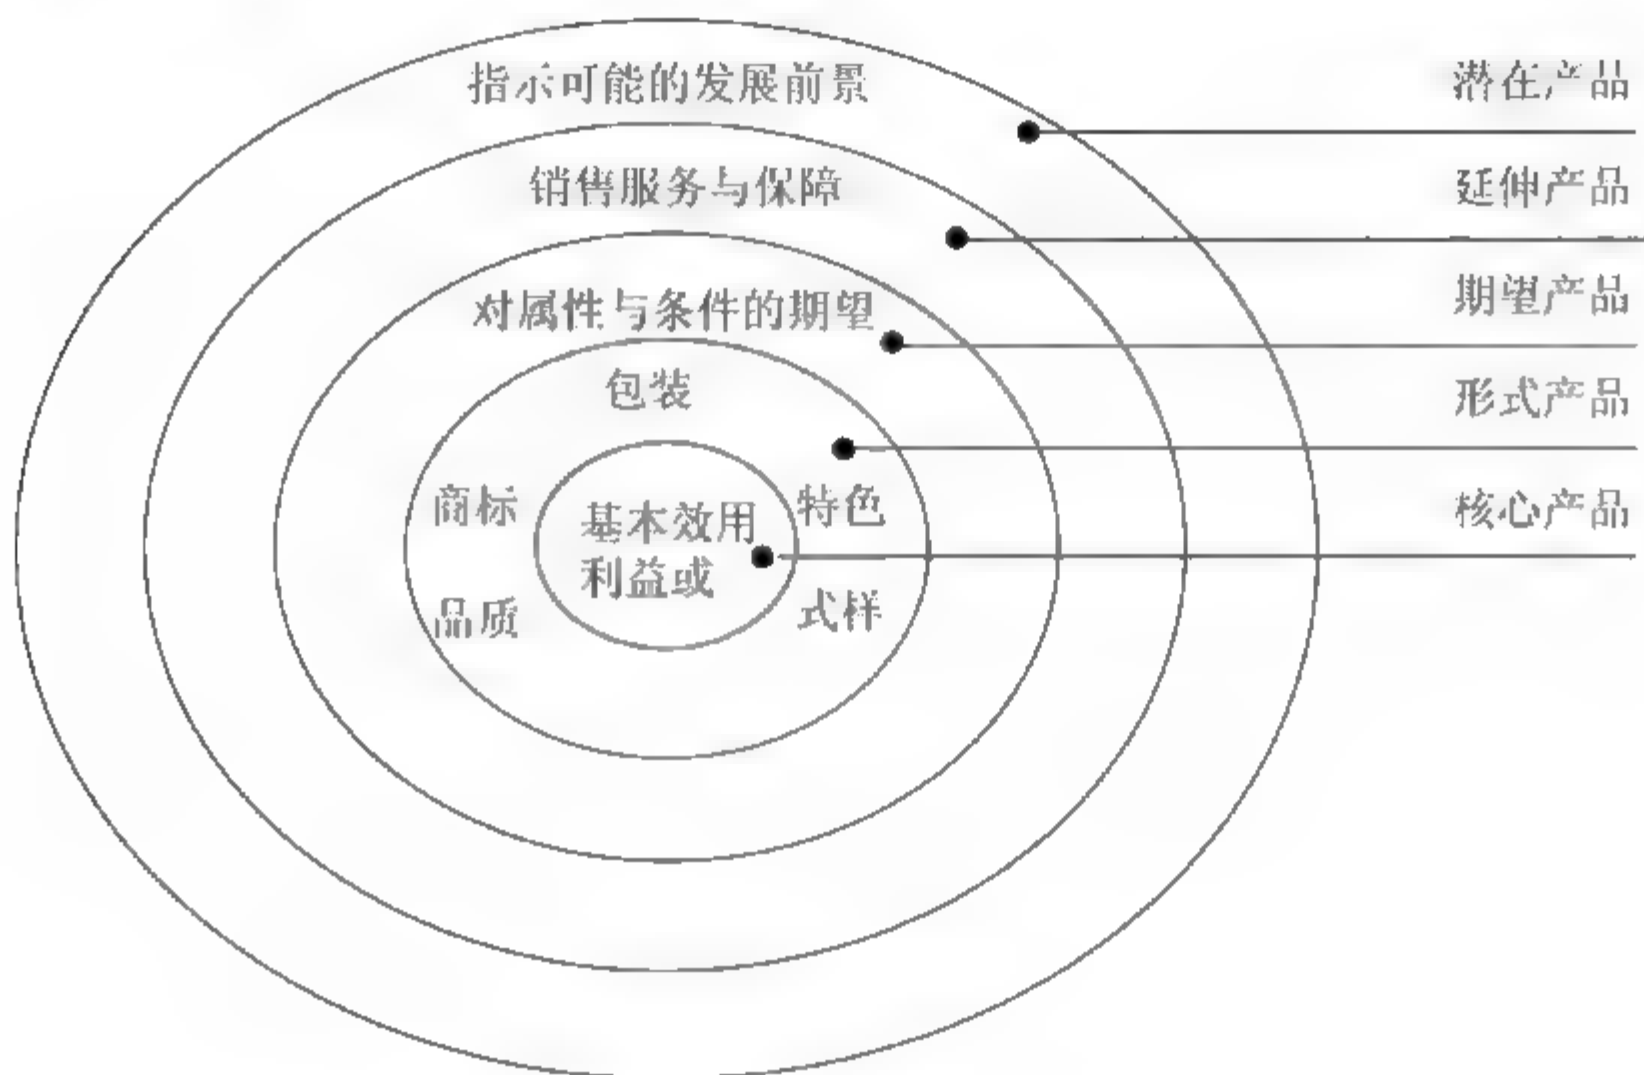 指示可能的发展前景
潜在产品
销售服务与保障
延伸产品
对属性与条件的期望
期望产品
包装
形式产品
商标
特色
基本效用
利益或
核心产品
品质
式样